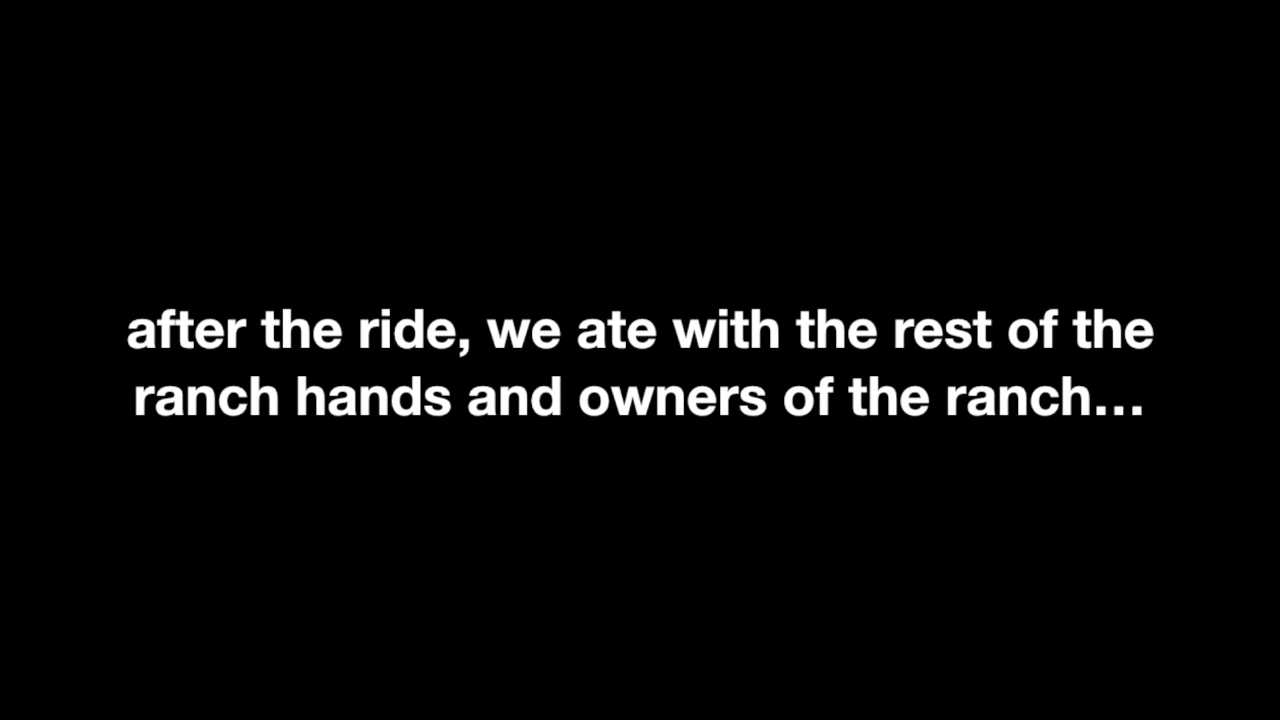 after the ride, we ate with the rest of the
ranch hands and owners of the ranch…